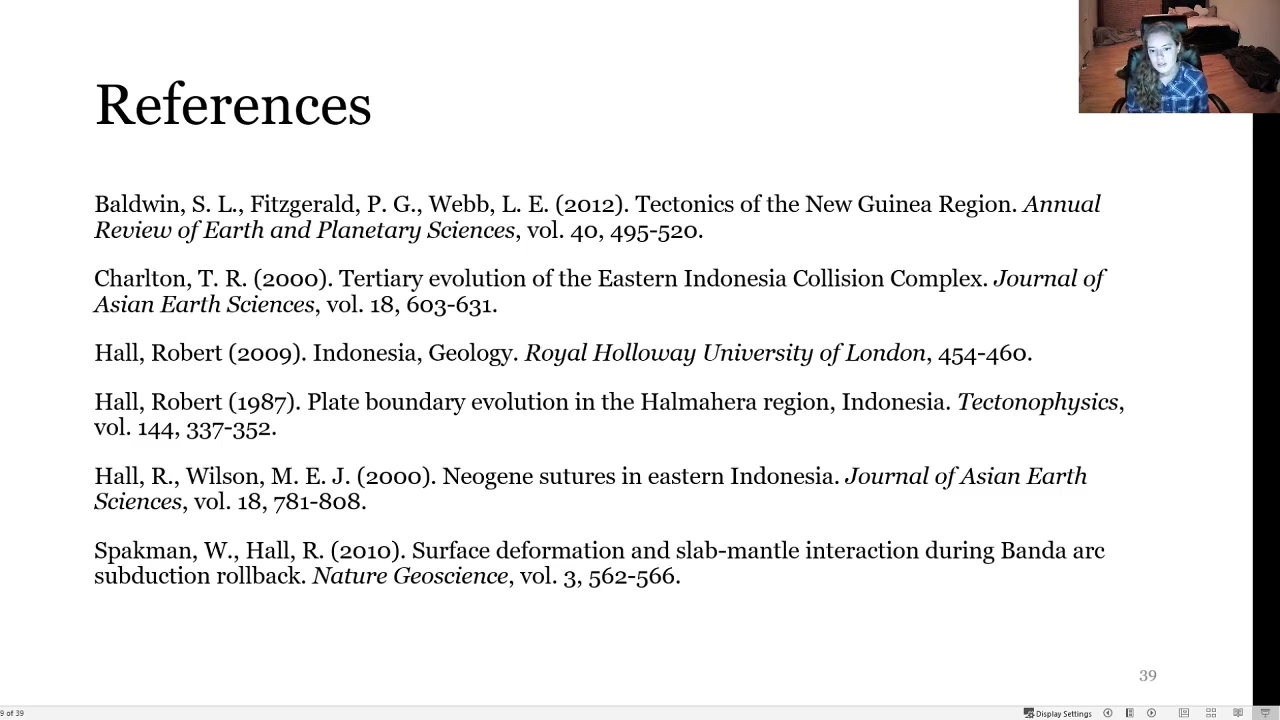 References
Baldwin, S. L., Fitzgerald, P. G., Webb, L. E. (2012). Tectonics of the New Guinea Region. Annual
Review of Earth and Planetary Sciences, vol. 40, 495-520.
Charlton, T. R. (2000). Tertiary evolution of the Eastern Indonesia Collision Complex. Journal of
Asian Earth Sciences, vol. 18, 603-631.
Hall, Robert (2009). Indonesia, Geology. Royal Holloway University of London, 454-460.
Hall, Robert (1987). Plate boundary evolution in the Halmahera region, Indonesia. Tectonophysics,
vol. 144, 337-352.
Hall, R., Wilson, M. E. J. (2000). Neogene sutures in eastern Indonesia. Journal of Asian Earth
Sciences, vol. 18, 781-808.
Spakman, W., Hall, R. (2010). Surface deformation and slab-mantle interaction during Banda arc
subduction rollback. Nature Geoscience, vol. 3, 562-566.
39
9 of 39 Display Settings